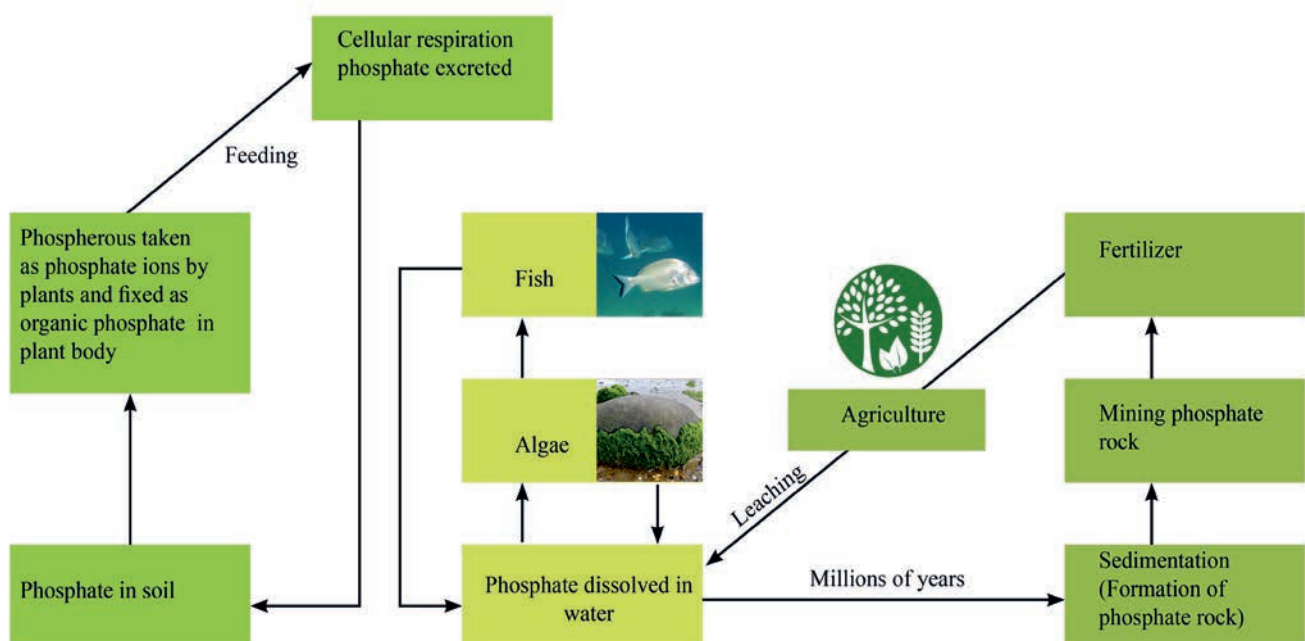 Cellular respiration
phosphate excreted
Feeding
Phospherous taken
as phosphate ions by
plants and fixed as
organic phosphate in
plant body
Phosphate in soil
Fish
Algae
Phosphate dissolved in
water
Agriculture
Leaching
Millions of years
Fertilizer
Mining phosphate
rock
Sedimentation
(Formation of
phosphate rock)